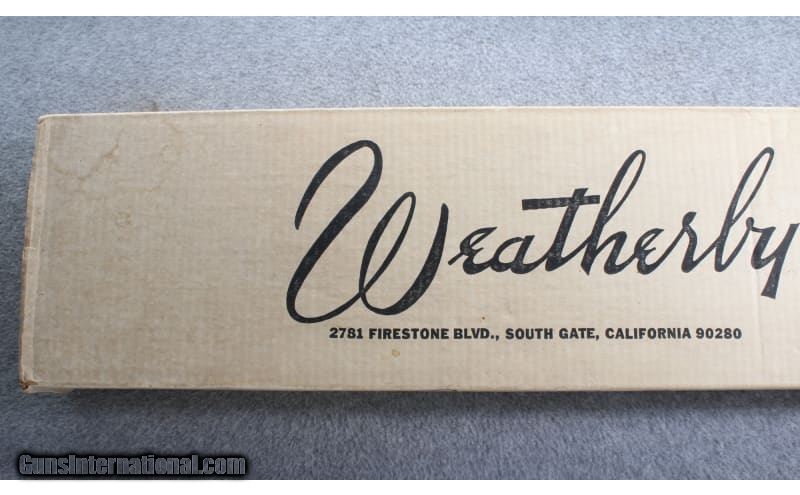 Weatherby
2781 FIRESTONE BLVD., SOUTH GATE, CALIFORNIA 90280
GunsInternational.com